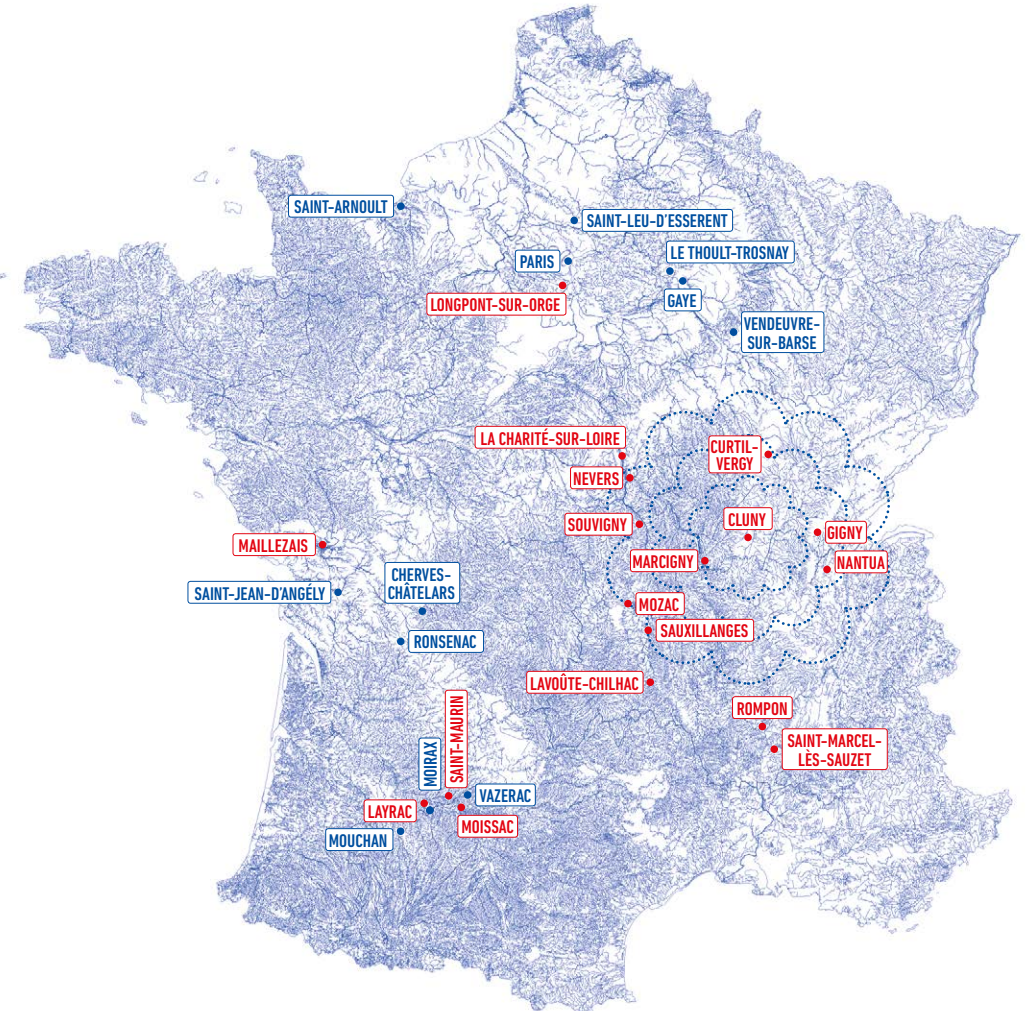 SAINT-ARNOULT
SAINT-LEU-D'ESSERENT
PARIS
LE THOULT-TROSNAY
LONGPONT-SUR-ORGE
GAYE
VENDEUVRE-
SUR-BARSE
LA CHARITÉ-SUR-LOIRE
CURTIL-
VERGY
NEVERS
SOUVIGNY
CLUNY
GIGNY
MAILLEZAIS
MARCIGNY
NANTUA
CHERVES-
CHÂTELARS
SAINT-JEAN-D'ANGÉLY
MOZAC
SAUXILLANGES
RONSENAC
LAVOÛTE-CHILHAC
ROMPON
SAINT-MARCEL-
LÈS-SAUZET
MOIRAX
SAINT-MAURIN
VAZERAC
LAYRAC
MOISSAC
MOUCHAN